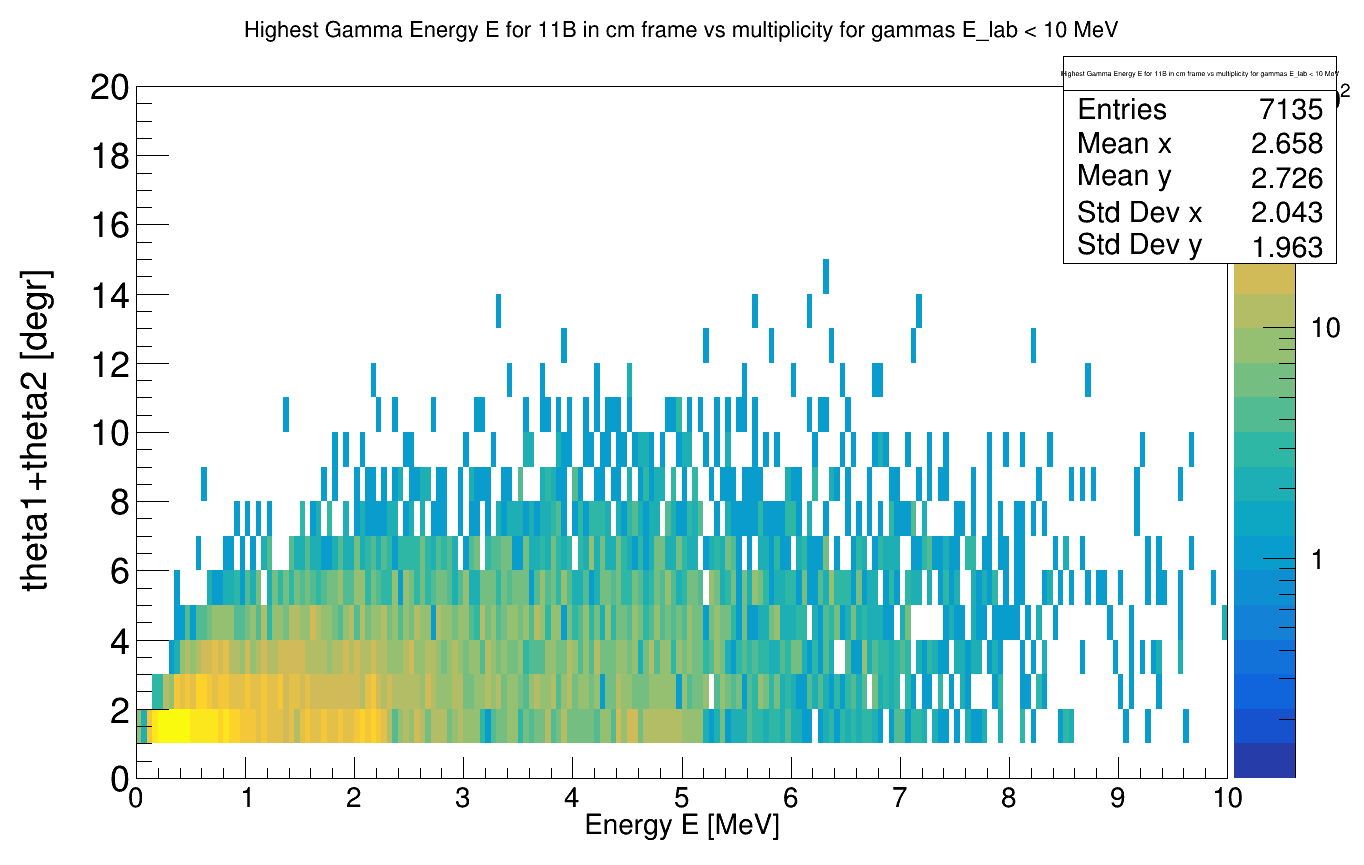 Highest Gamma Energy E for 11B in cm frame vs multiplicity for gammas E_lab < 10 MeV
Highest Gamma Energy E for 11B in cm frame vs multiplicity for gammas E_lab < 10 MeV
Entries 7135
Mean x 2.658
Mean y 2.726
Std Dev x 2.043
Std Dev y 1.963
theta1+theta2 [degr]
20
18
16
14
12
10
8
6
4
2
0
0 1 2 3 4 5 6 7 8 9 10
Energy E [MeV]
2
10
1